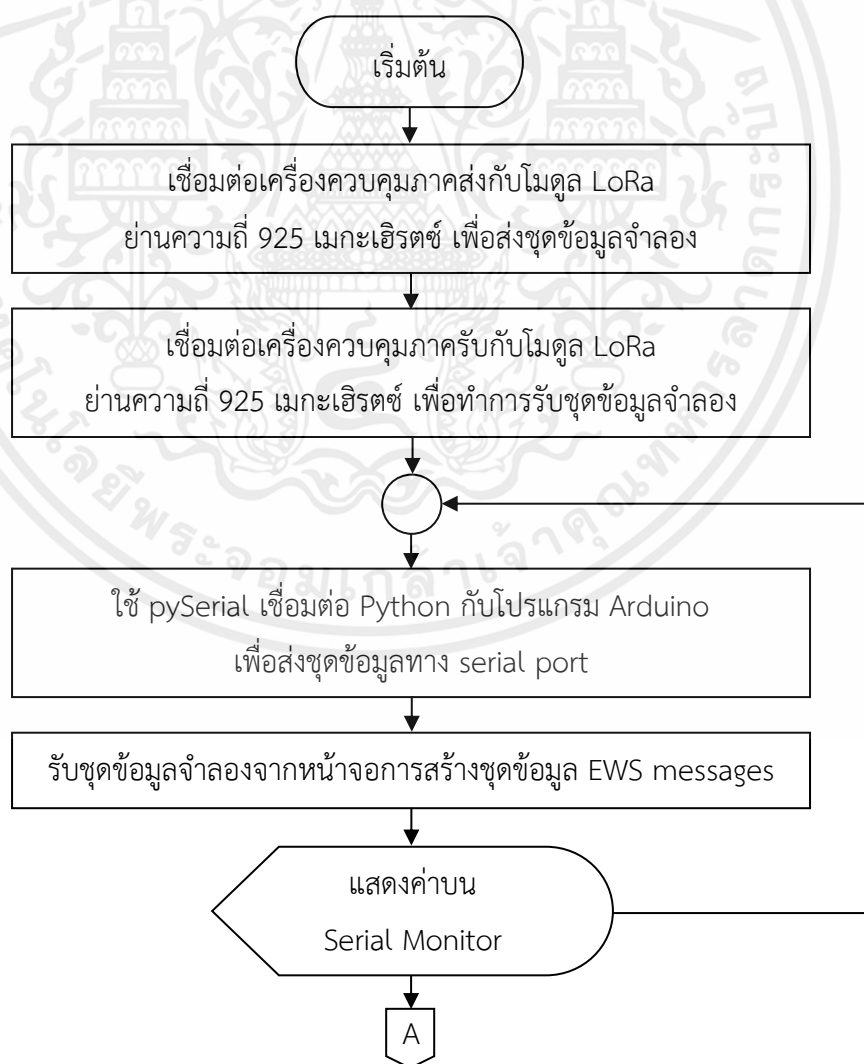 เริ่มต้น
เชื่อมต่อเครื่องควบคุมภาคส่งกับโมดูล LoRa
ย่านความถี่ 925 เมกะเฮิรตซ์ เพื่อส่งชุดข้อมูลจำลอง
เชื่อมต่อเครื่องควบคุมภาครับกับโมดูล LoRa
ย่านความถี่ 925 เมกะเฮิรตซ์ เพื่อทำการรับชุดข้อมูลจำลอง
ใช้ pySerial เชื่อมต่อ Python กับโปรแกรม Arduino
เพื่อส่งชุดข้อมูลทาง serial port
รับชุดข้อมูลจำลองจากหน้าจอการสร้างชุดข้อมูล EWS messages
แสดงค่าบน
Serial Monitor
A